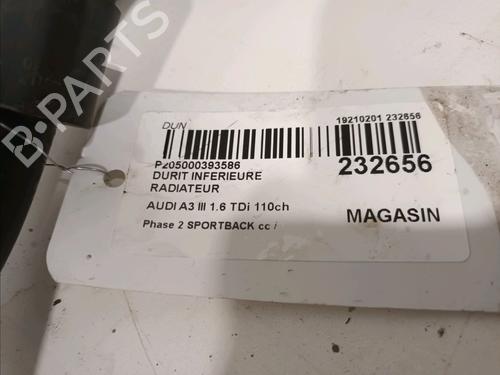 B-PARTS
DUN
19210201 232656
P205000393586
232656
DURIT INFERIEURE
RADIATEUR
AUDI A3 III 1.6 TDi 110ch
MAGASIN
Phase 2 SPORTBACK cc i